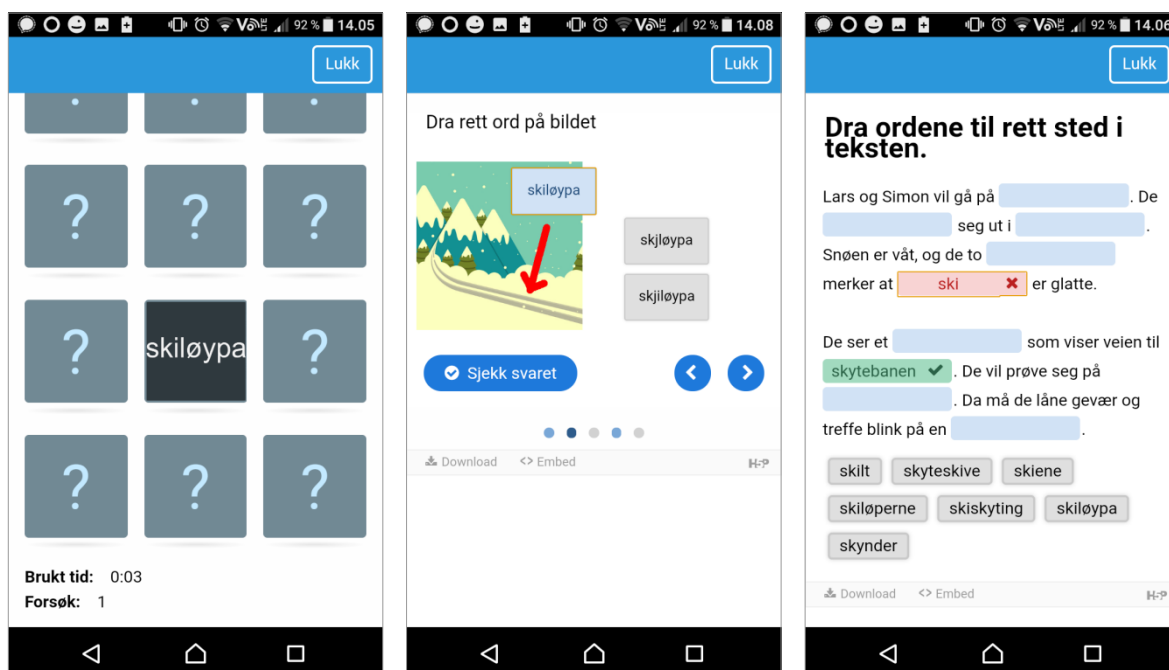 92 % 14.05
Lukk
? ? ?
? skiløypa ?
? ? ?
Brukt tid: 0:03
Forsøk: 1
92 % 14.08
Lukk
Dra rett ord på bildet
skiløypa
skjløypa
skjiløypa
Sjekk svaret
Download <> Embed
H-P
92 % 14.06
Lukk
Dra ordene til rett sted i
teksten.
Lars og Simon vil gå på . De
seg ut i .
Snøen er våt, og de to
merker at ski er glatte.
De ser et som viser veien til
skytebanen . De vil prøve seg på
. Da må de låne gevær og
treffe blink på en .
skilt skyteskive skiene
skiløperne skiskyting skiløypa
skynder
Download <> Embed
H-P